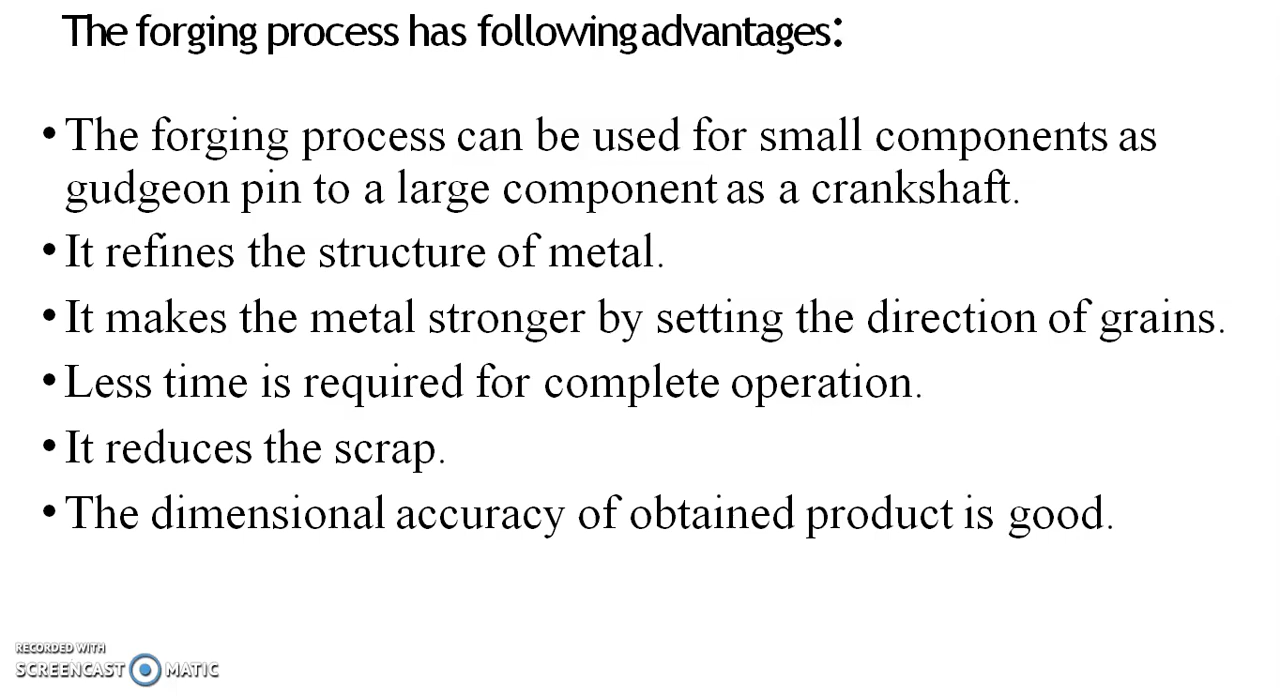 The forging process has following advantages:
• The forging process can be used for small components as
gudgeon pin to a large component as a crankshaft.
• It refines the structure of metal.
• It makes the metal stronger by setting the direction of grains.
• Less time is required for complete operation.
• It reduces the scrap.
• The dimensional accuracy of obtained product is good.
RECORDED WITH
SCREENCAST MATIC